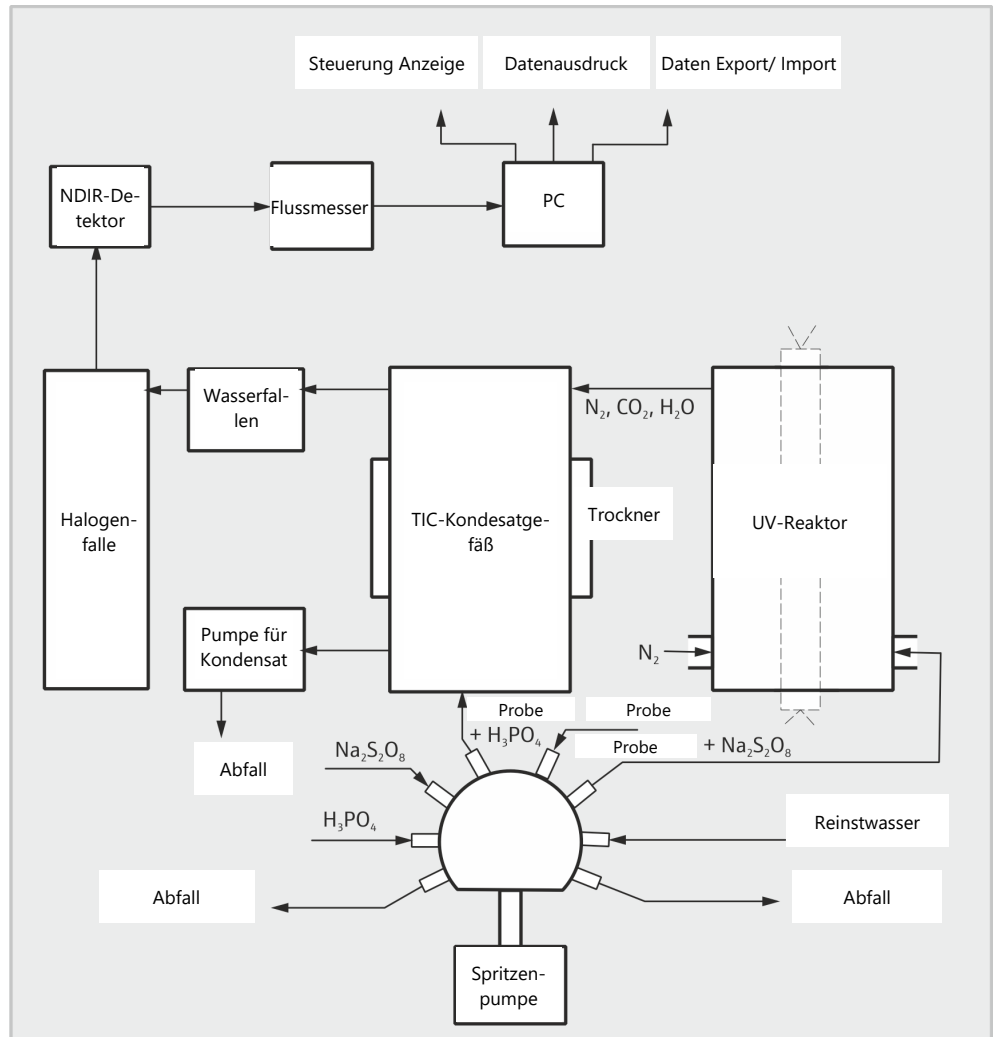 Steuerung Anzeige
Datenausdruck
Daten Export/ Import
NDIR-De-
tektor
Flussmesser
PC
Wasserfal-
len
N₂, CO₂, H₂O
Halogen-
falle
TIC-Kondesatge-
fäß
Trockner
UV-Reaktor
Pumpe für
Kondensat
N₂
Abfall
Probe
+ H₃PO₄
Probe
Probe
+ Na₂S₂O₈
Na₂S₂O₈
H₃PO₄
Reinstwasser
Abfall
Abfall
Spritzen-
pumpe